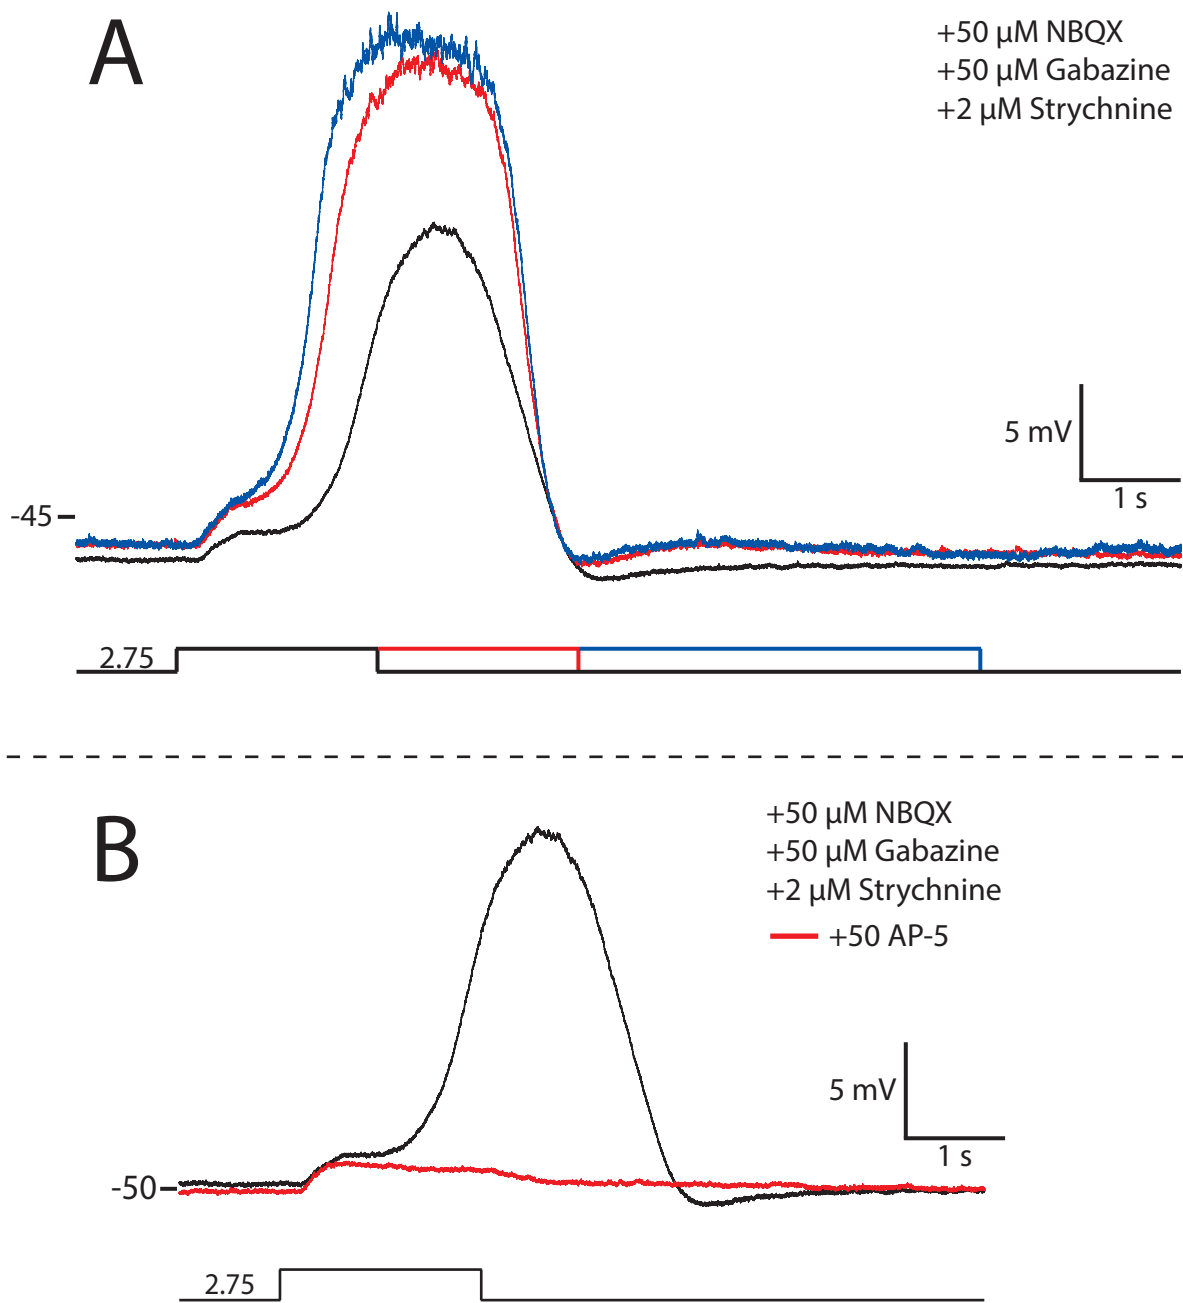 A
+50 µM NBQX
+50 µM Gabazine
+2 µM Strychnine
5 mV
1 s
-45
2.75
B
+50 µM NBQX
+50 µM Gabazine
+2 µM Strychnine
+50 AP-5
5 mV
1 s
-50
2.75